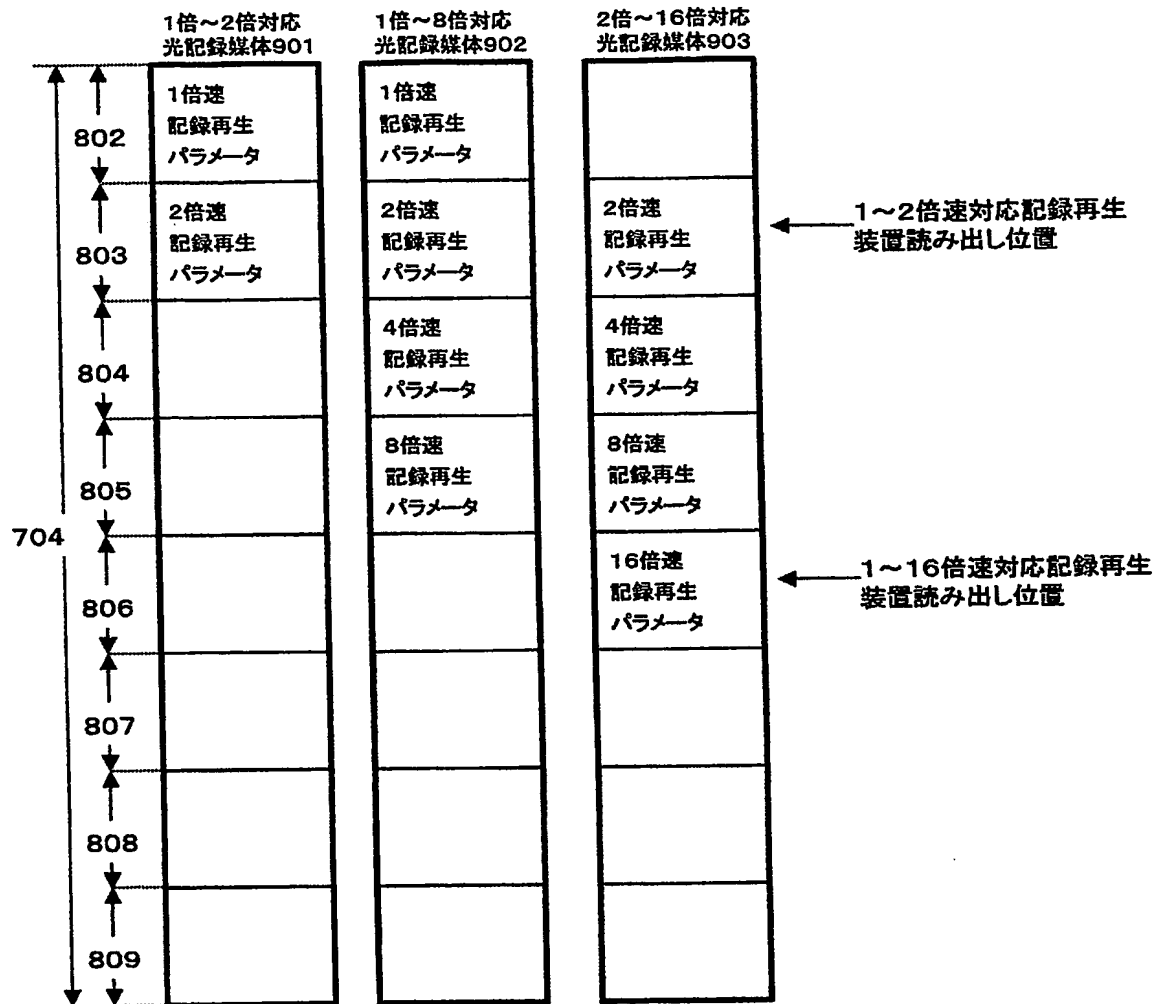 1倍～2倍対応
光記録媒体901
1倍～8倍対応
光記録媒体902
2倍～16倍対応
光記録媒体903
704
802
803
804
805
806
807
808
809
1倍速
記録再生
パラメータ
2倍速
記録再生
パラメータ
1倍速
記録再生
パラメータ
2倍速
記録再生
パラメータ
4倍速
記録再生
パラメータ
8倍速
記録再生
パラメータ
2倍速
記録再生
パラメータ
4倍速
記録再生
パラメータ
8倍速
記録再生
パラメータ
16倍速
記録再生
パラメータ
1～2倍速対応記録再生
装置読み出し位置
1～16倍速対応記録再生
装置読み出し位置